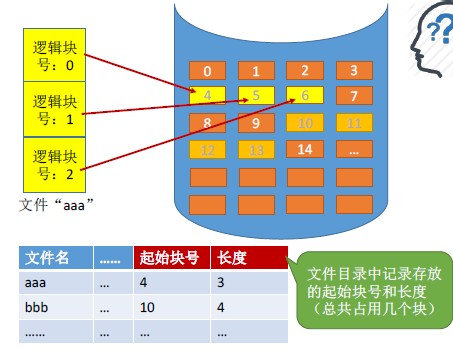 逻辑块
号：0
逻辑块
号：1
逻辑块
号：2
文件“aaa”
0 1 2 3
4 5 6 7
8 9 10 11
12 13 14 ...
??
文件名 …… 起始块号 长度
aaa ... 4 3
bbb ... 10 4
…… ... ... ...
文件目录中记录存放
的起始块号和长度
（总共占用几个块）